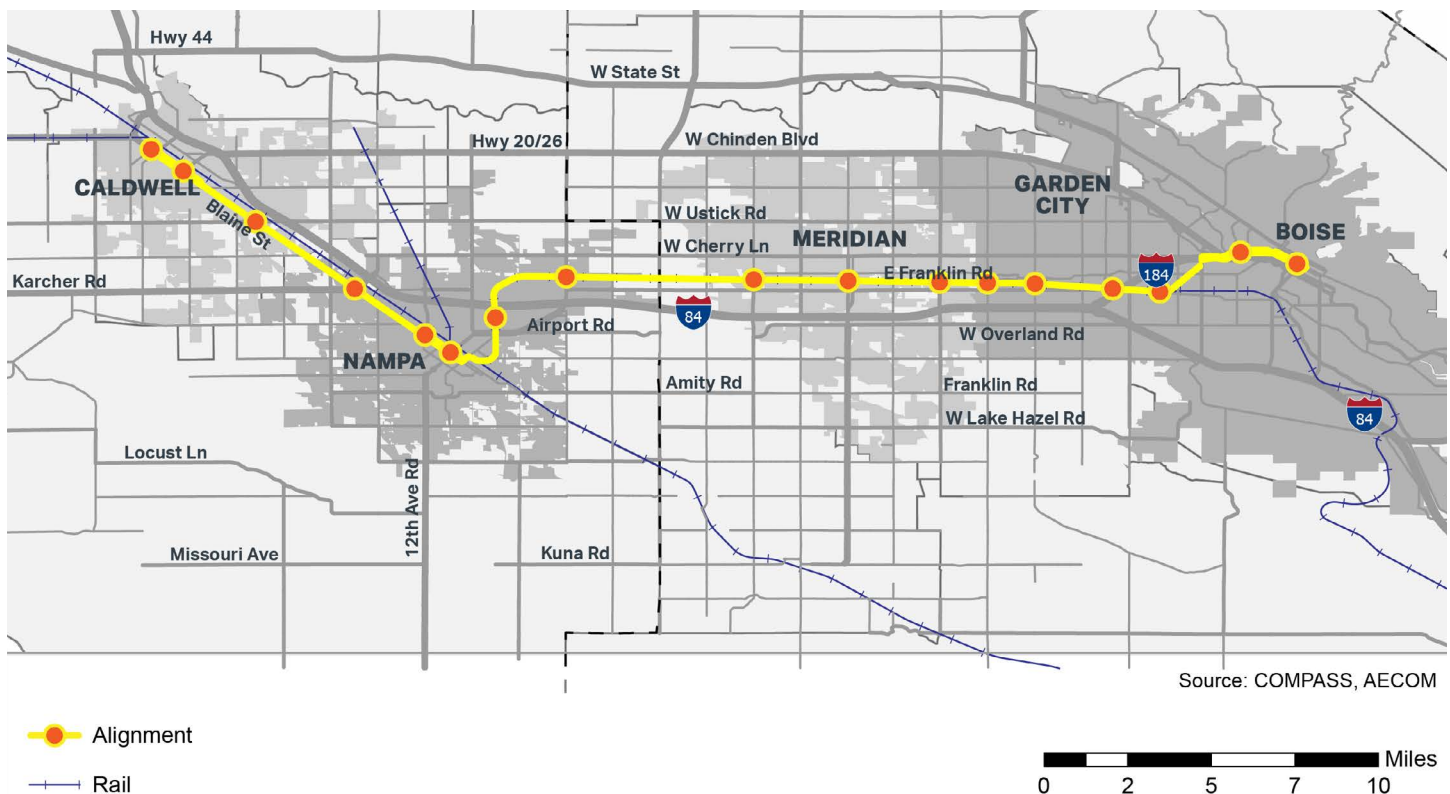 Hwy 44
W State St
Hwy 20/26
W Chinden Blvd
CALDWELL
GARDEN
CITY
Blaine St
W Ustick Rd
MERIDIAN
BOISE
W Cherry Ln
Karcher Rd
E Franklin Rd
184
84
Airport Rd
W Overland Rd
NAMPA
Amity Rd
Franklin Rd
W Lake Hazel Rd
84
Locust Ln
12th Ave Rd
Missouri Ave
Kuna Rd
Source: COMPASS, AECOM
Alignment
Rail
Miles
0 2 5 7 10